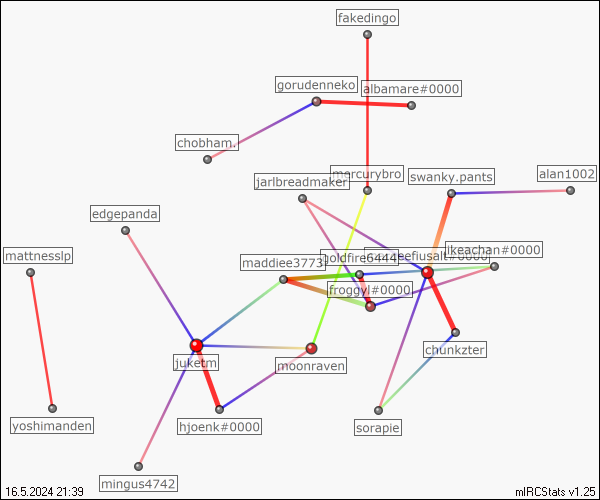 fakedingo
gorudenneko
albamare#0000
chobham.
mercurybro
jarlbreadmaker
swanky.pants
alan1002
edgepanda
mattnesslp
ikeachan#0000
goldfire6444
maddiee3773
froggyl#0000
chunkzter
juketm
moonraven
yoshimanden
hjoenk#0000
sorapie
mingus4742
16.5.2024 21:39
mIRCStats v1.25